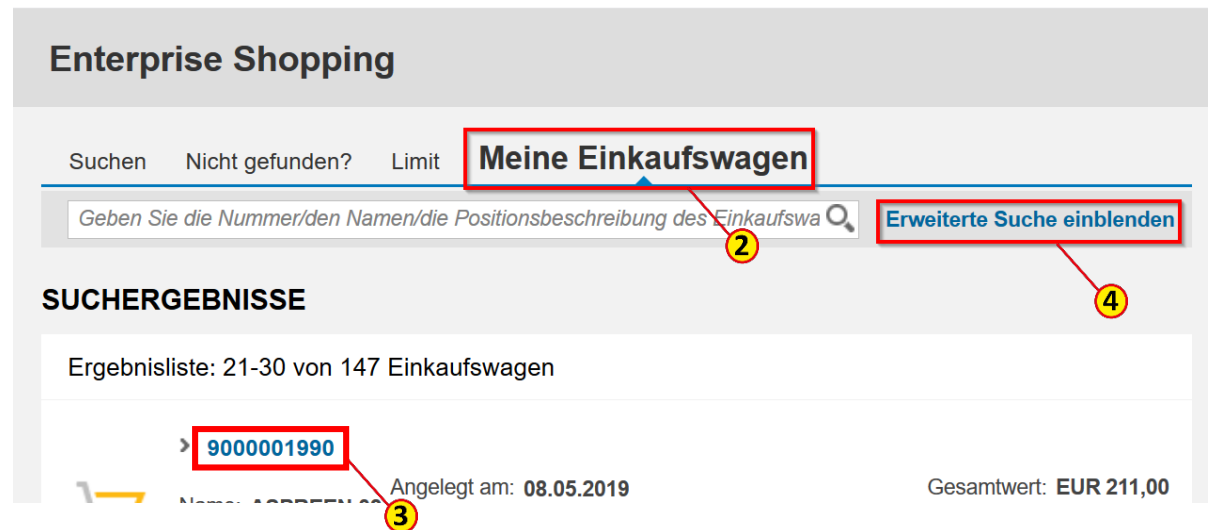 Enterprise Shopping
Suchen Nicht gefunden? Limit Meine Einkaufswagen
Geben Sie die Nummer/den Namen/die Positionsbeschreibung des Einkaufswa Erweiterte Suche einblenden
2
4
SUCHERGEBNISSE
Ergebnisliste: 21-30 von 147 Einkaufswagen
9000001990
Angelegt am: 08.05.2019 Gesamtwert: EUR 211,00
Name:
3